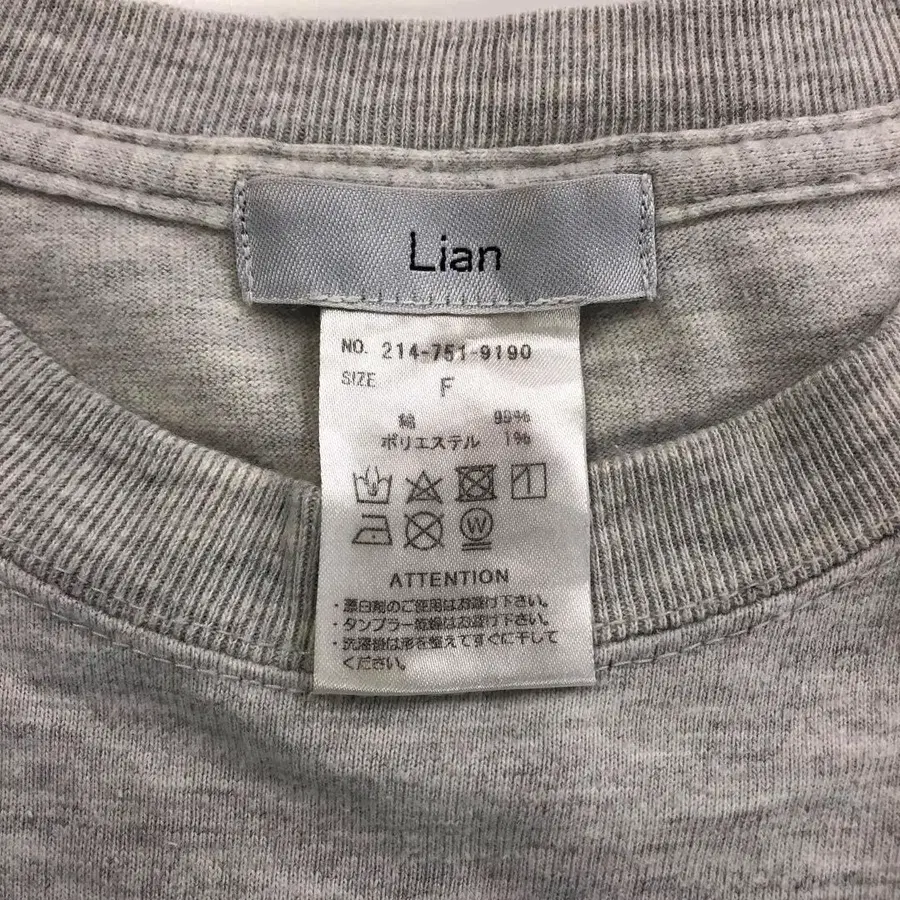 Lian
NO. 214-751-9190
SIZE F
綿 99%
ポリエステル 1%
W
ATTENTION
・漂白剤のご使用はお避け下さい。
・タンブラー乾燥はお避け下さい。
・洗濯後は形を整えてすぐに干して
ください。